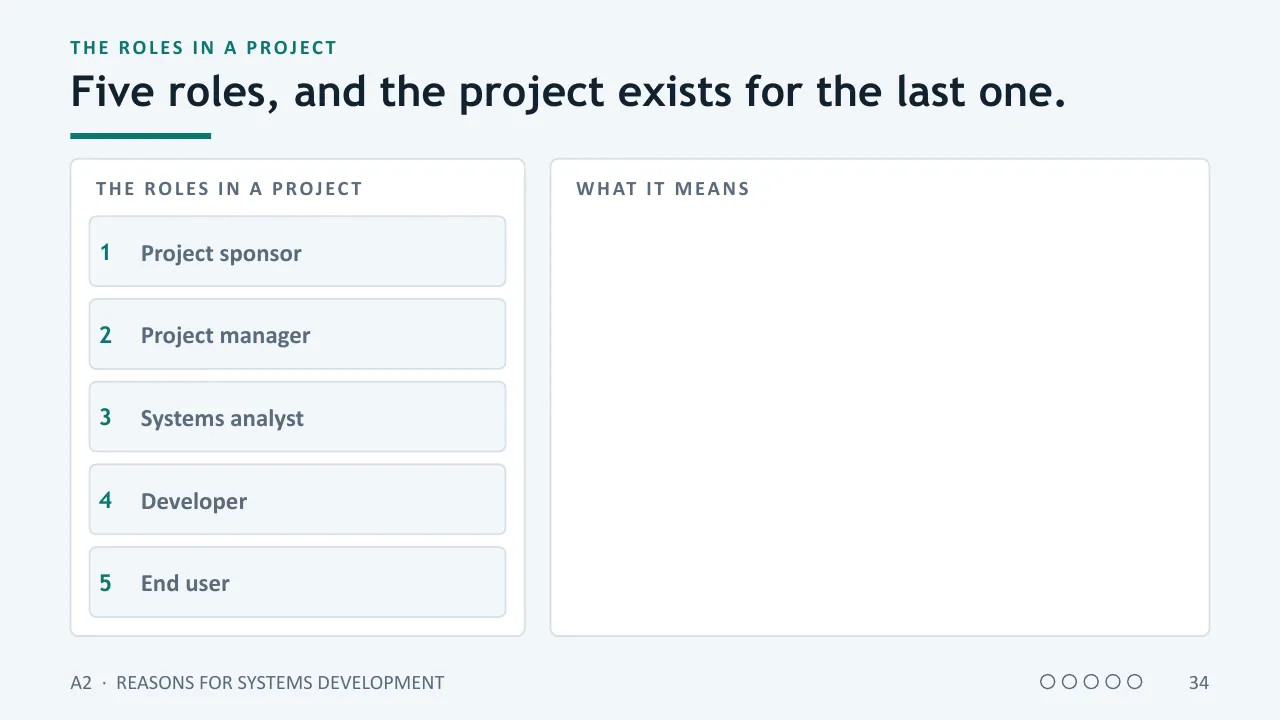 THE ROLES IN A PROJECT
Five roles, and the project exists for the last one.
THE ROLES IN A PROJECT
1 Project sponsor
2 Project manager
3 Systems analyst
4 Developer
5 End user
WHAT IT MEANS
A2 · REASONS FOR SYSTEMS DEVELOPMENT
34